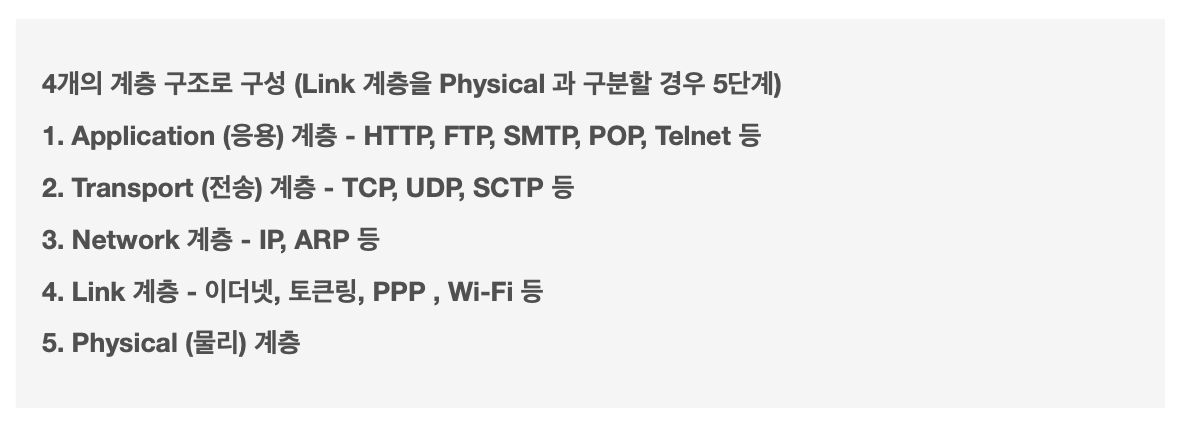 4개의 계층 구조로 구성 (Link 계층을 Physical 과 구분할 경우 5단계)
1. Application (응용) 계층 - HTTP, FTP, SMTP, POP, Telnet 등
2. Transport (전송) 계층 - TCP, UDP, SCTP 등
3. Network 계층 - IP, ARP 등
4. Link 계층 - 이더넷, 토큰링, PPP , Wi-Fi 등
5. Physical (물리) 계층